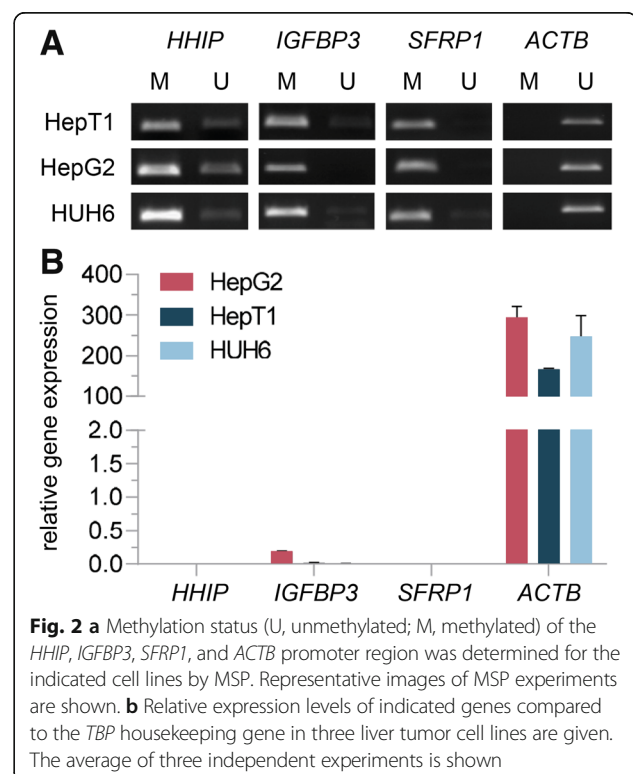 A
HHIP IGFBP3 SFRP1 ACTB
M U M U M U M U
HepT1
HepG2
HUH6
B
relative gene expression
400
300
200
100
2.0
1.5
1.0
0.5
0.0
HepG2
HepT1
HUH6
HHIP IGFBP3 SFRP1 ACTB
Fig. 2 a Methylation status (U, unmethylated; M, methylated) of the
HHIP, IGFBP3, SFRP1, and ACTB promoter region was determined for the
indicated cell lines by MSP. Representative images of MSP experiments
are shown. b Relative expression levels of indicated genes compared
to the TBP housekeeping gene in three liver tumor cell lines are given.
The average of three independent experiments is shown